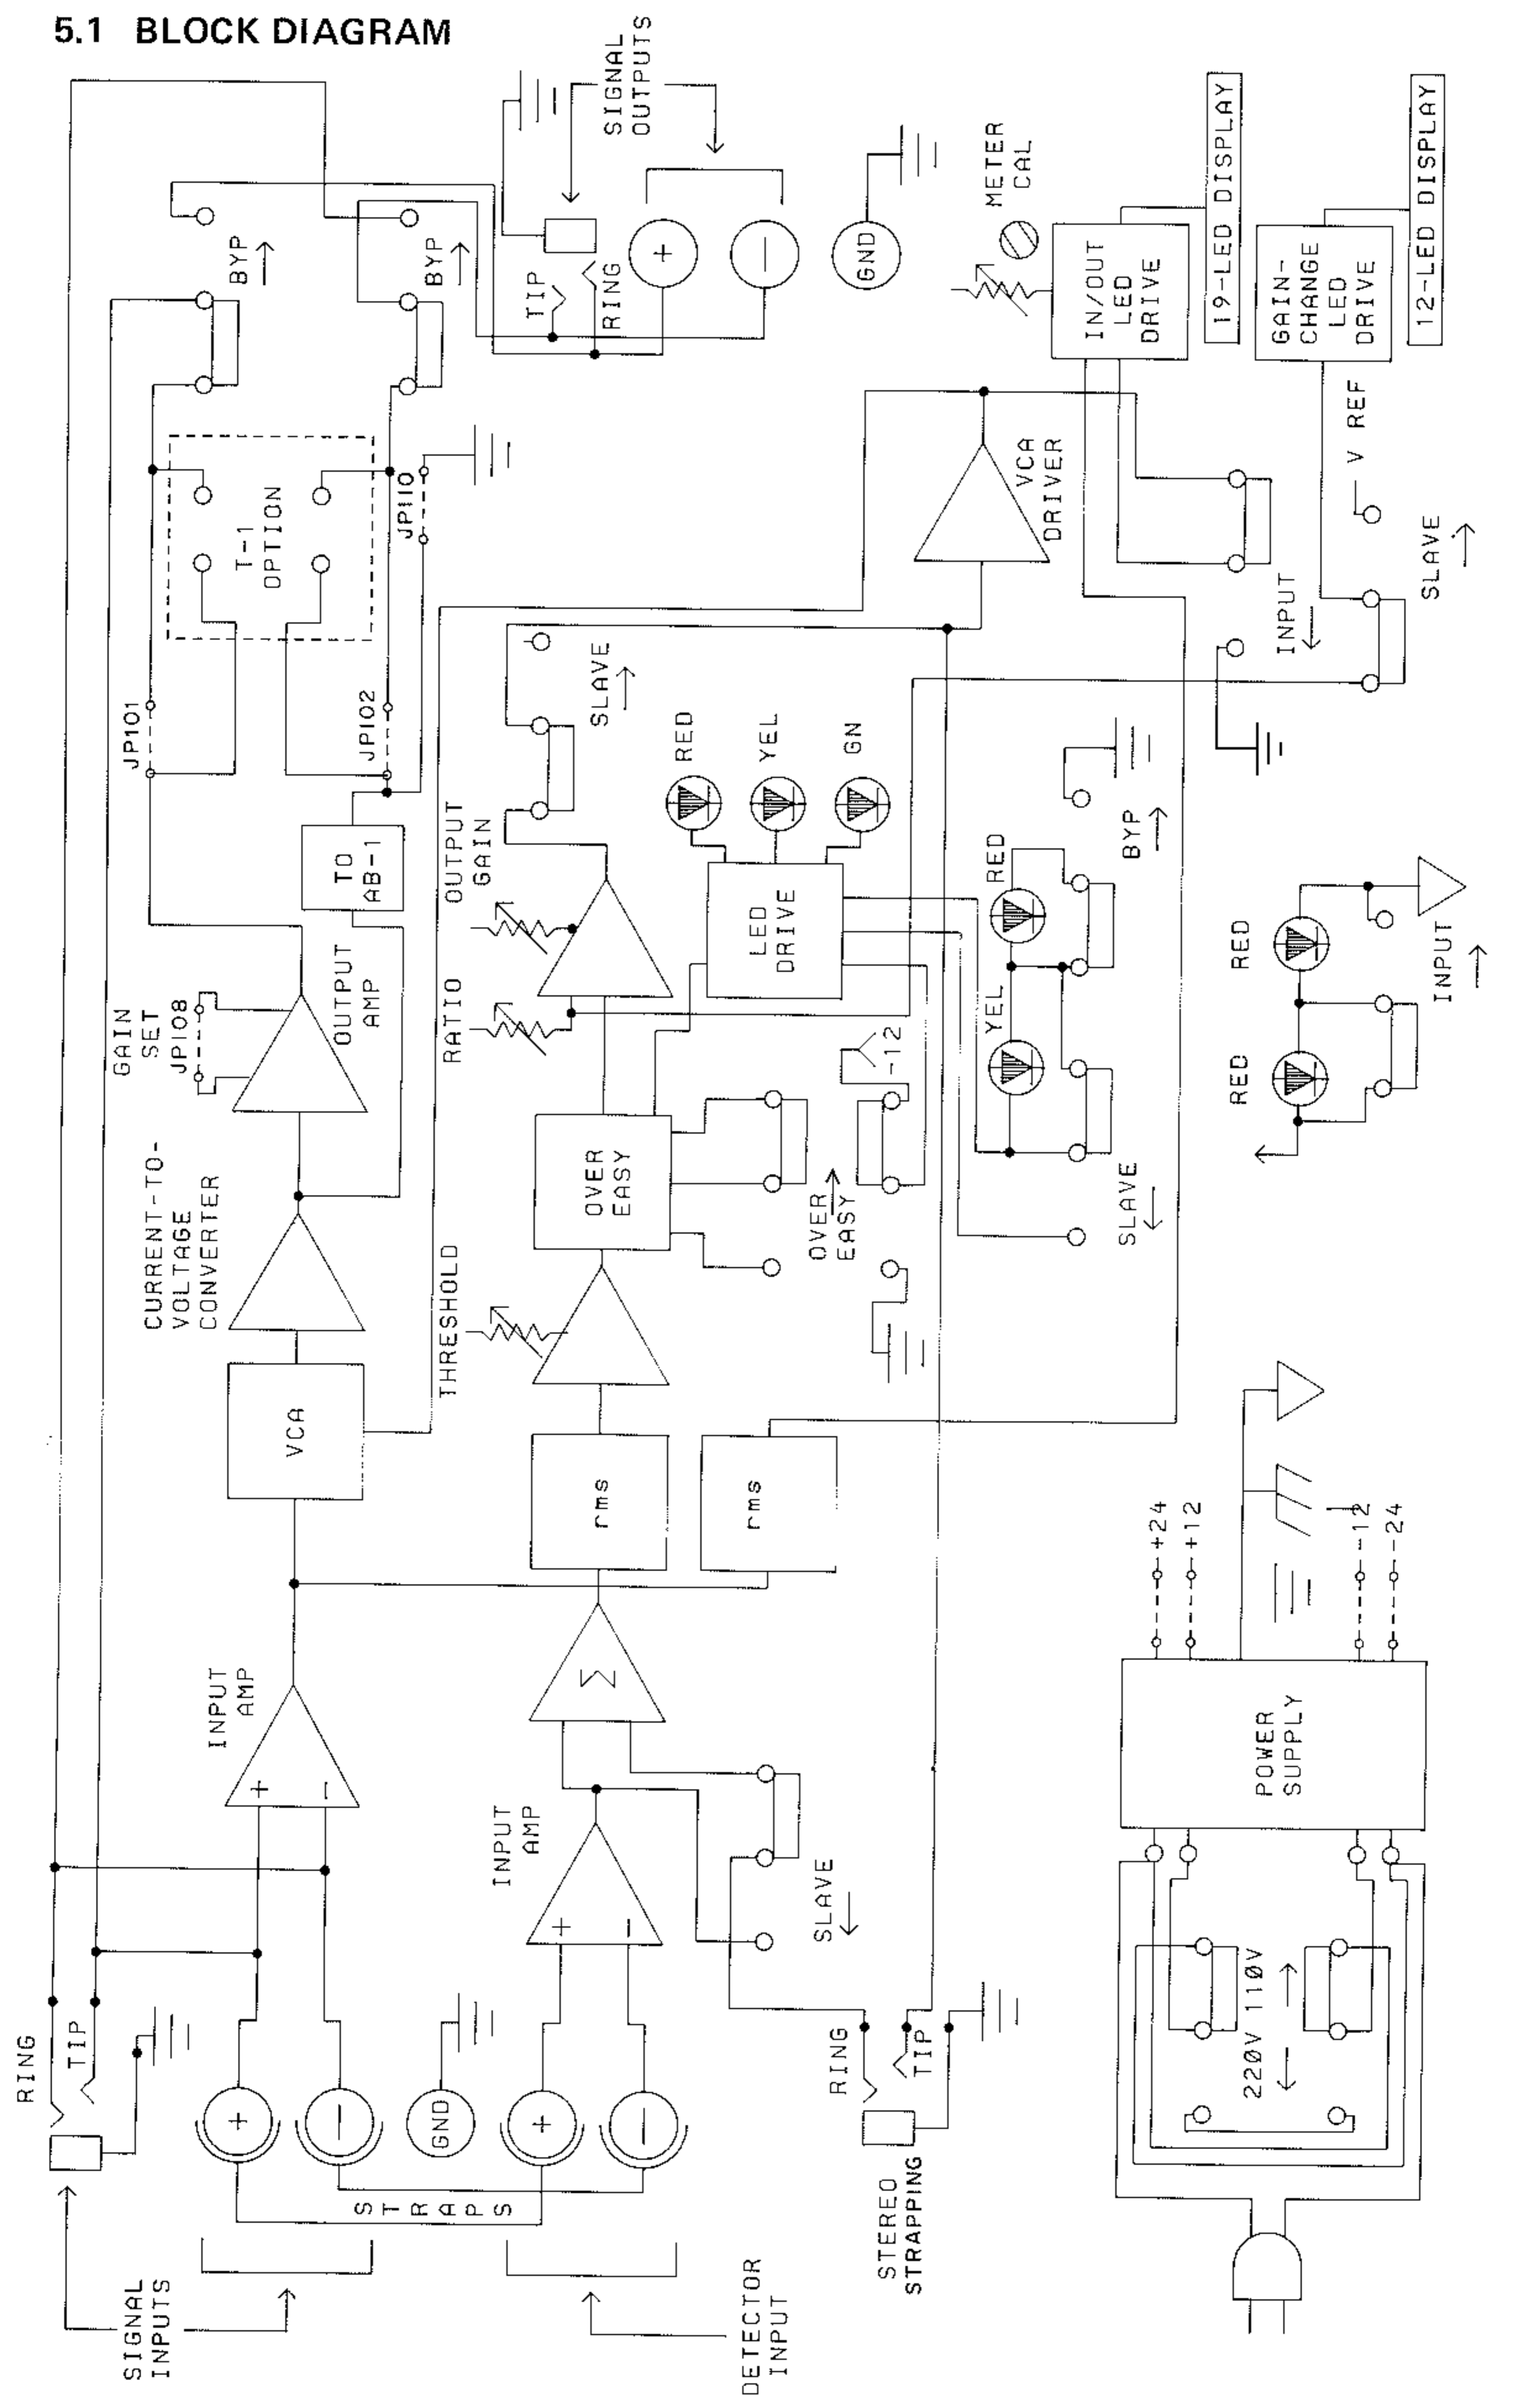 5.1 BLOCK DIAGRAM
SIGNAL
INPUTS
RING
TIP
+
−
GND
STRAPS
+
−
DETECTOR
INPUT
STEREO
STRAPPING
RING
TIP
INPUT
AMP
+
−
INPUT
AMP
+
−
SLAVE
Σ
rms
rms
VCA
CURRENT-TO-
VOLTAGE
CONVERTER
GAIN
SET
JP108
OUTPUT
AMP
TO
AB-1
JP101
JP102
T-1
OPTION
JP110
BYP
BYP
SIGNAL
OUTPUTS
TIP
RING
+
−
GND
THRESHOLD
OVER
EASY
OVER
EASY
-12
RATIO
OUTPUT
GAIN
SLAVE
LED
DRIVE
RED
YEL
GN
YEL
RED
SLAVE
BYP
VCA
DRIVER
METER
CAL
IN/OUT
LED
DRIVE
19-LED DISPLAY
GAIN-
CHANGE
LED
DRIVE
12-LED DISPLAY
INPUT
V REF
SLAVE
RED
RED
INPUT
POWER
SUPPLY
+24
+12
-12
-24
220V 110V